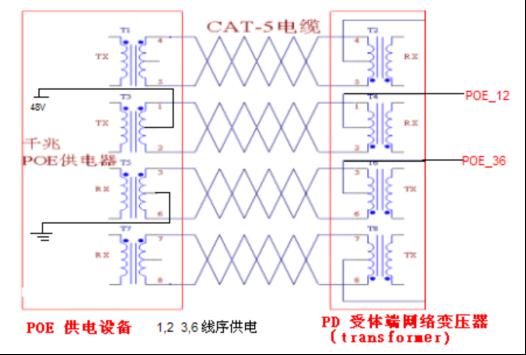 CAT-5电缆
T1
T2
4
4
TX
RX
5
5
48V
T3
T4
POE_12
1
1
TX
TX
2
2
千兆
POE供电器
T5
T6
POE_36
3
3
RX
TX
6
6
T7
T8
7
7
RX
TX
8
8
POE 供电设备
1,2 3,6 线序供电
PD 受体端网络变压器
(transformer)